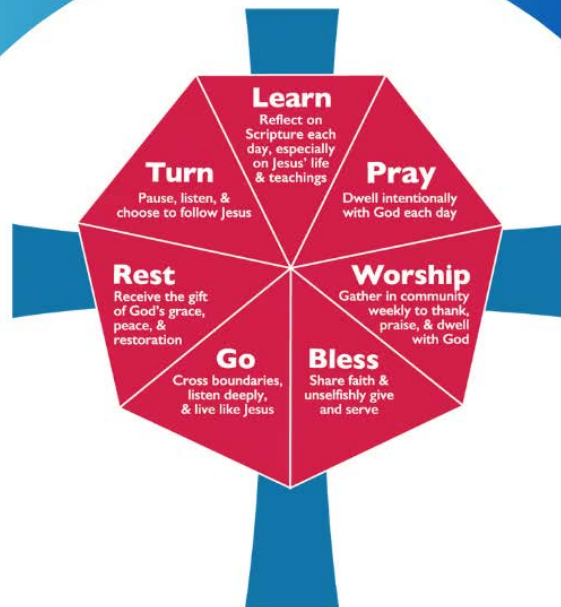 Learn
Reflect on
Scripture each
day, especially
on Jesus' life
& teachings
Pray
Dwell intentionally
with God each day
Worship
Gather in community
weekly to thank,
praise, & dwell
with God
Bless
Share faith &
unselfishly give
and serve
Go
Cross boundaries,
listen deeply,
& live like Jesus
Rest
Receive the gift
of God's grace,
peace, &
restoration
Turn
Pause, listen, &
choose to follow Jesus